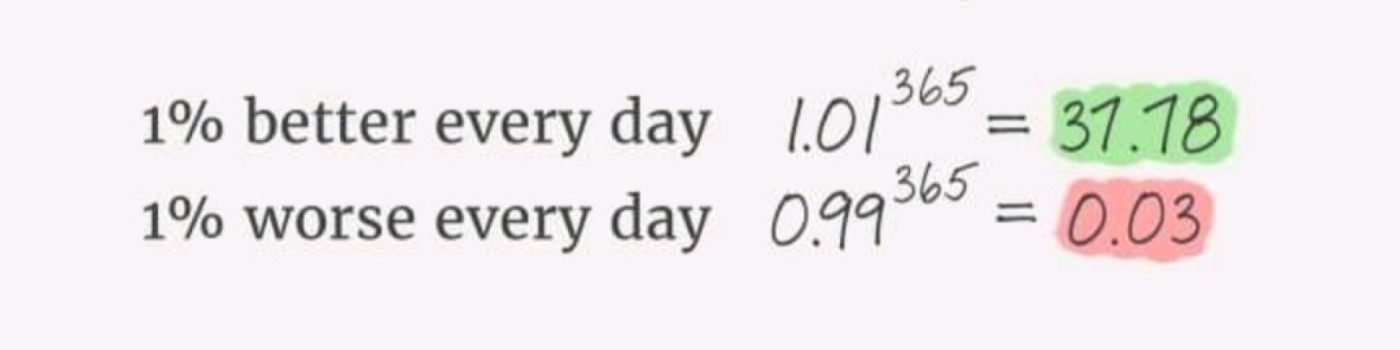 1% better every day 1.01^365 = 37.78
1% worse every day 0.99^365 = 0.03